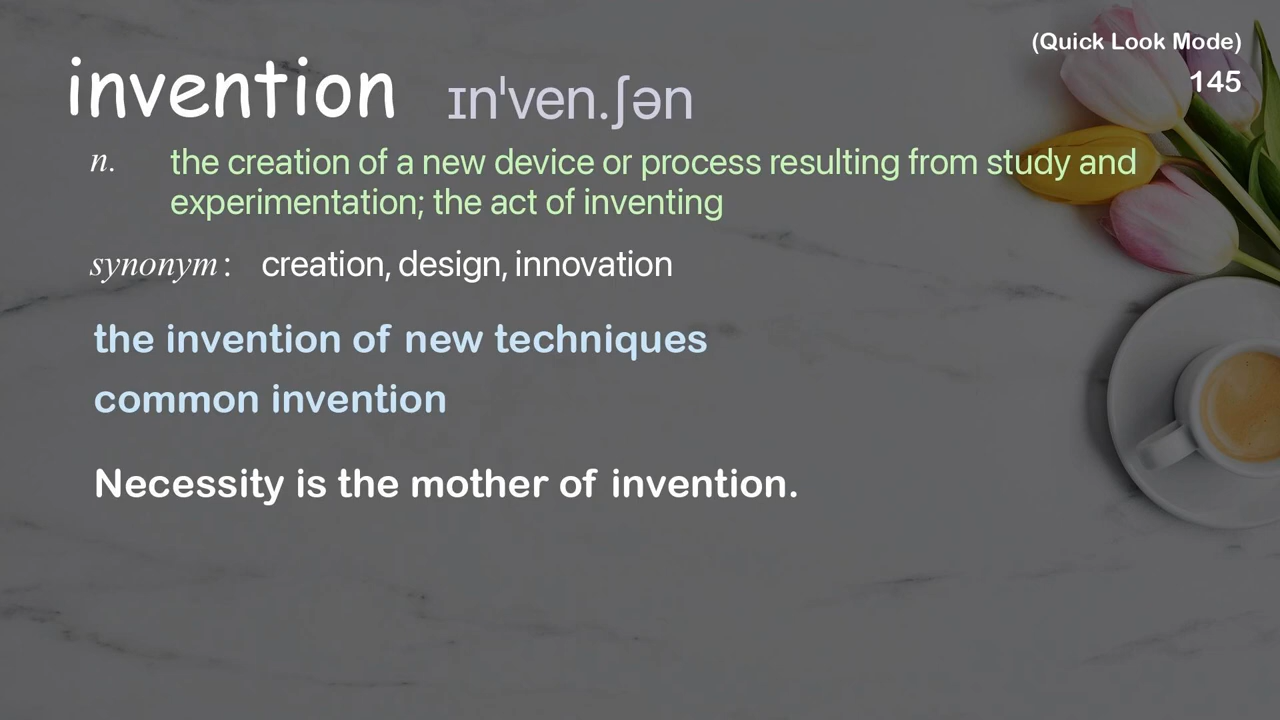 (Quick Look Mode)
145
invention ɪnˈven.ʃən
n. the creation of a new device or process resulting from study and
experimentation; the act of inventing
synonym : creation, design, innovation
the invention of new techniques
common invention
Necessity is the mother of invention.